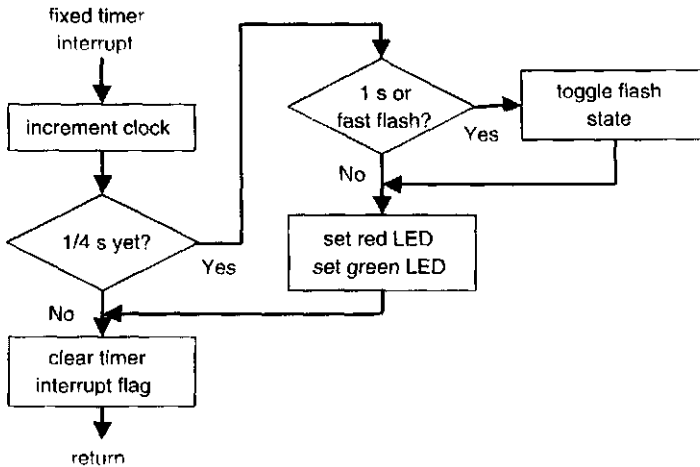 fixed timer
interrupt
increment clock
1/4 s yet?
Yes
No
clear timer
interrupt flag
return
1 s or
fast flash?
Yes
No
toggle flash
state
set red LED
set green LED